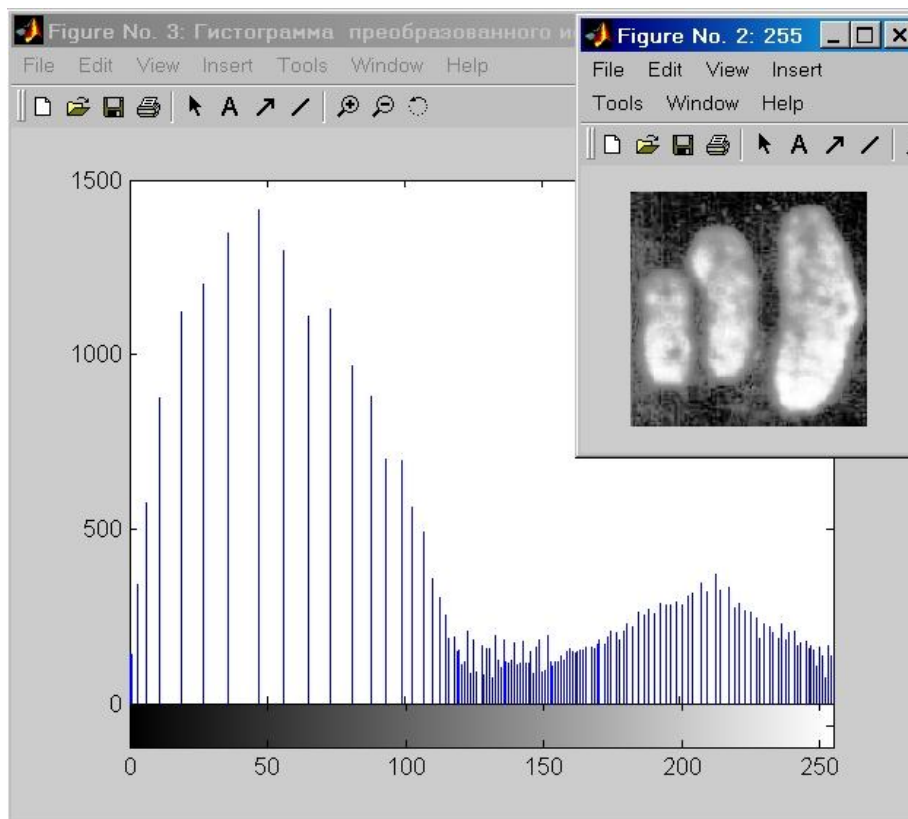 Figure No. 3: Гистограмма преобразованного и
File Edit View Insert Tools Window Help
Figure No. 2: 255
File Edit View Insert
Tools Window Help
1500
1000
500
0
0 50 100 150 200 250